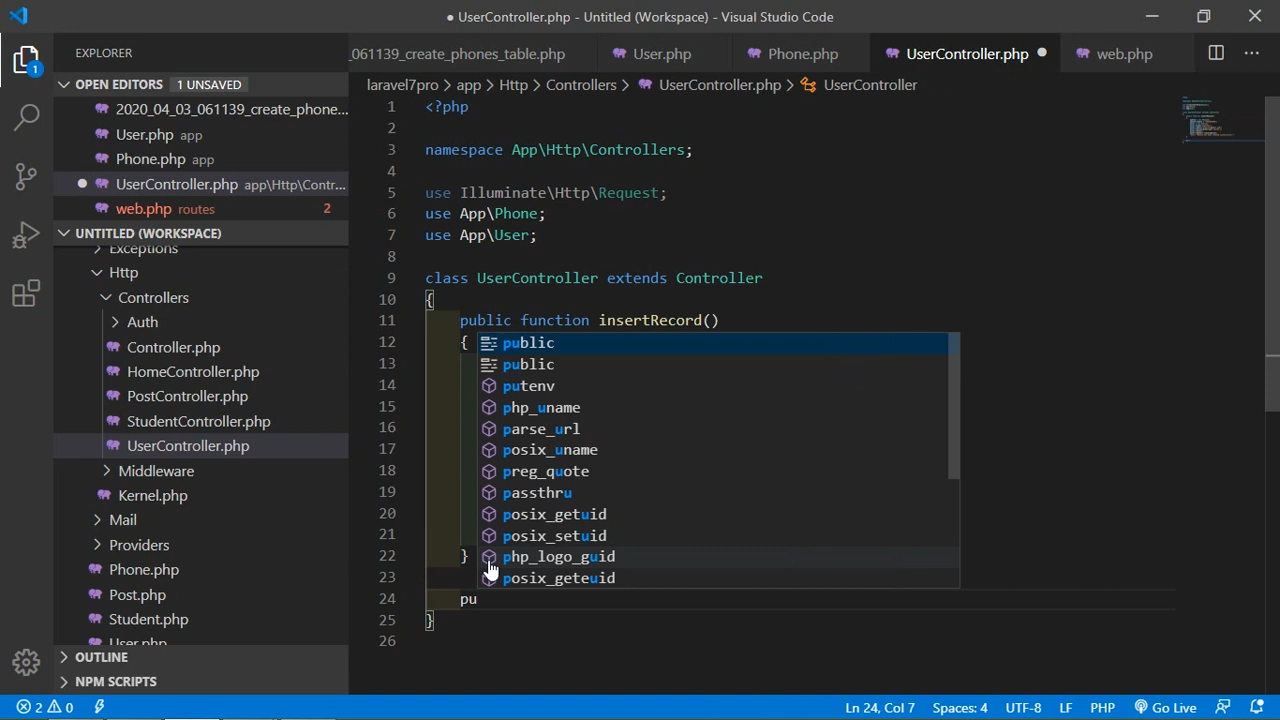 UserController.php - Untitled (Workspace) - Visual Studio Code
EXPLORER
_061139_create_phones_table.php
User.php
Phone.php
UserController.php
web.php
OPEN EDITORS 1 UNSAVED
laravel7pro > app > Http > Controllers > UserController.php > UserController
2020_04_03_061139_create_phone...
User.php app
Phone.php app
UserController.php app\Http\Contr...
web.php routes 2
UNTITLED (WORKSPACE)
Exceptions
Http
Controllers
Auth
Controller.php
HomeController.php
PostController.php
StudentController.php
UserController.php
Middleware
Kernel.php
Mail
Providers
Phone.php
Post.php
Student.php
User.php
OUTLINE
NPM SCRIPTS
1
1 <?php
2
3 namespace App\Http\Controllers;
4
5 use Illuminate\Http\Request;
6 use App\Phone;
7 use App\User;
8
9 class UserController extends Controller
10 {
11 public function insertRecord()
12 {
13
14
15
16
17
18
19
20
21
22 }
23
24 pu
25 }
26
public
public
putenv
php_uname
parse_url
posix_uname
preg_quote
passthru
posix_getuid
posix_setuid
php_logo_guid
posix_geteuid
2 0
Ln 24, Col 7
Spaces: 4
UTF-8
LF
PHP
Go Live